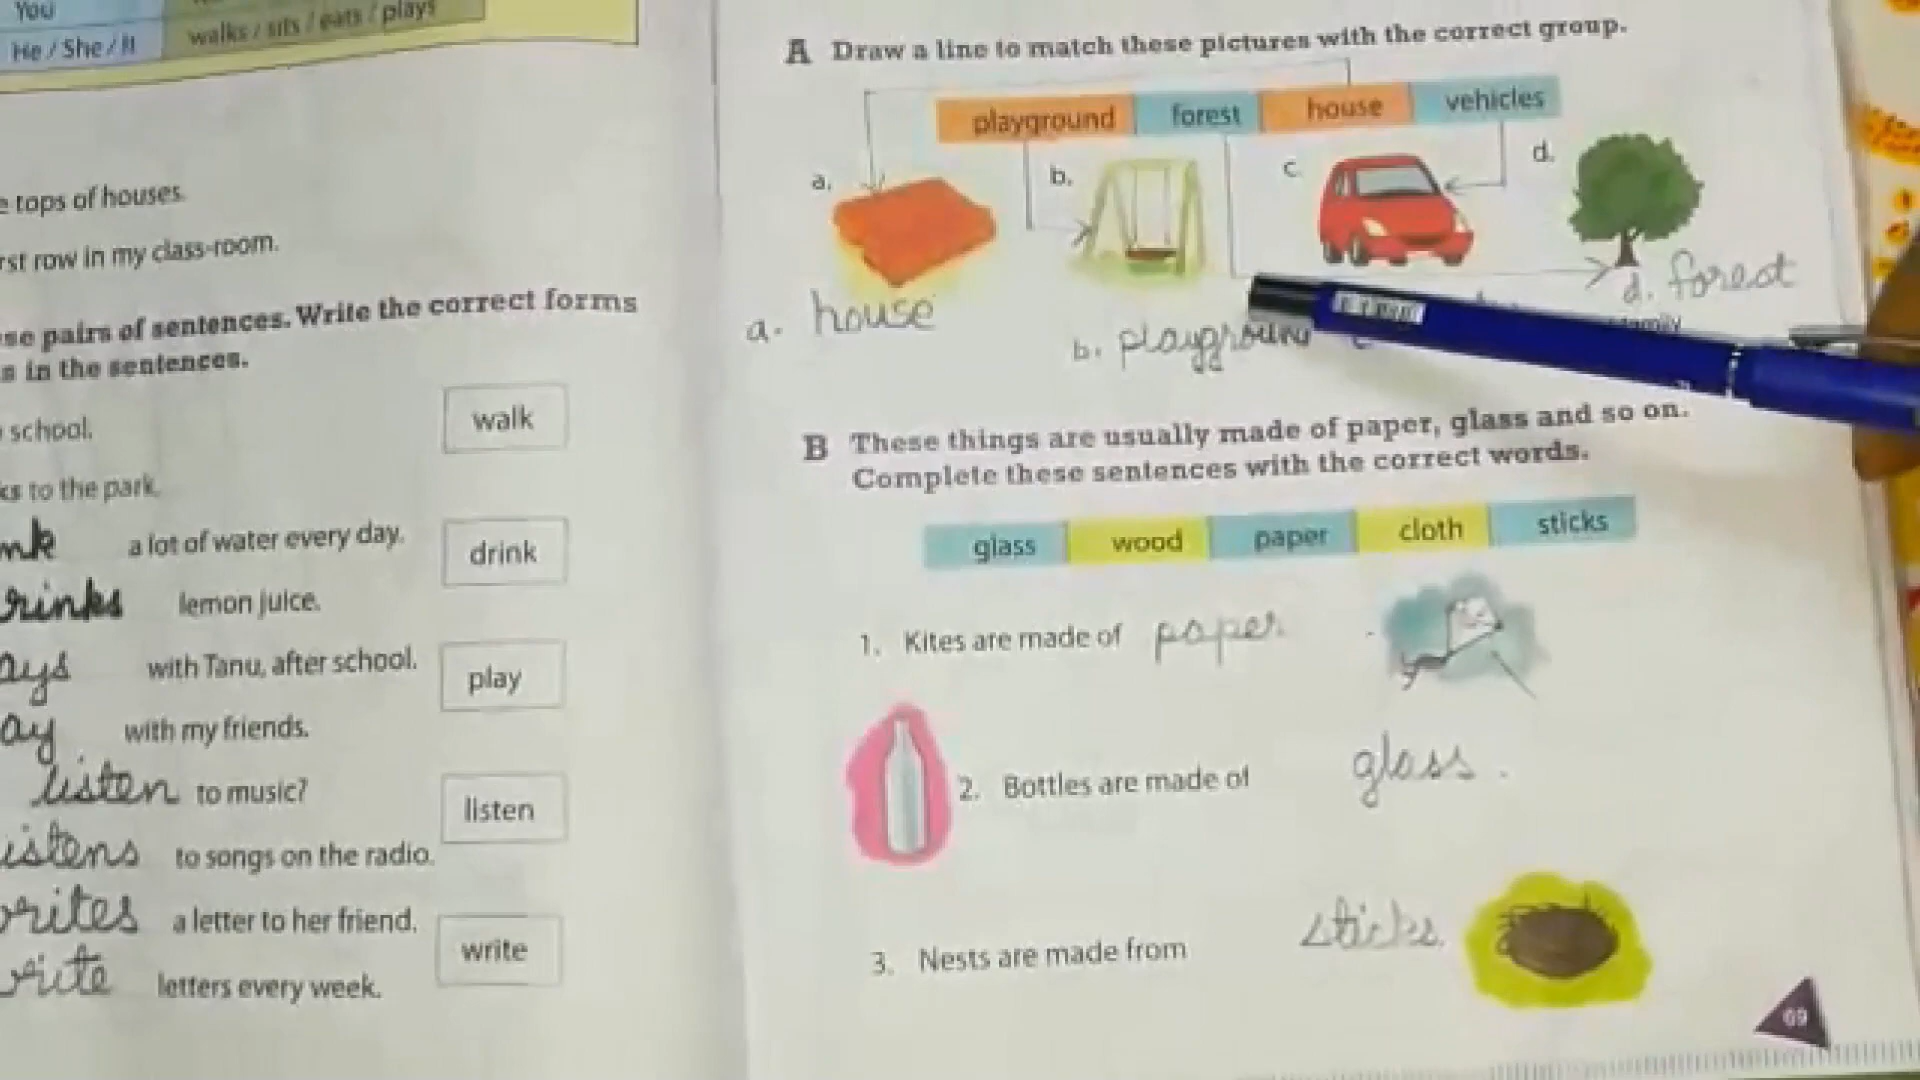 You
He / She / It
walks / sits / eats / plays
e tops of houses.
rst row in my class-room.
se pairs of sentences. Write the correct forms
s in the sentences.
school.
walk
ks to the park.
nk a lot of water every day.
drink
rinks lemon juice.
ays with Tanu, after school.
play
ay with my friends.
listen to music?
listen
istens to songs on the radio.
rites a letter to her friend.
write
rite letters every week.
A Draw a line to match these pictures with the correct group.
playground forest house vehicles
a. b. c. d.
a. house
b. playground
d. forest
B These things are usually made of paper, glass and so on.
Complete these sentences with the correct words.
glass wood paper cloth sticks
1. Kites are made of paper.
2. Bottles are made of glass.
3. Nests are made from sticks.
69